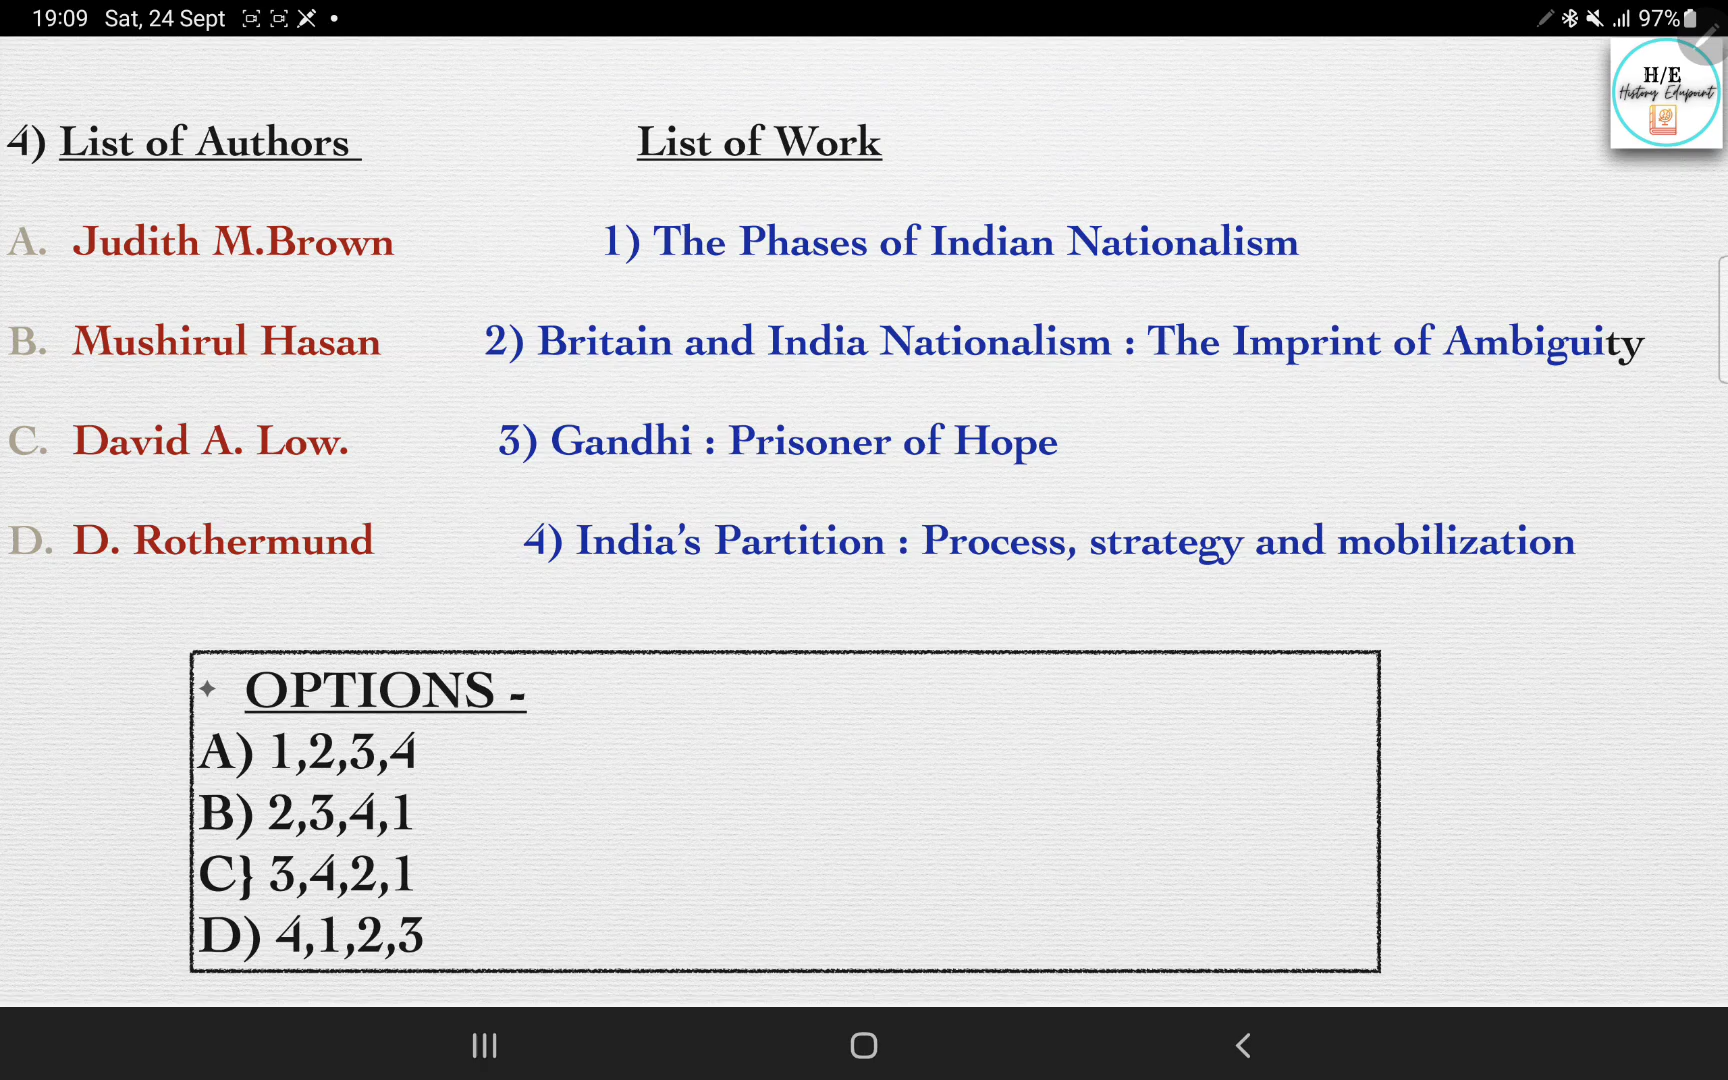 19:09 Sat, 24 Sept 97%
H/E
History Edupoint
4) List of Authors List of Work
A. Judith M.Brown 1) The Phases of Indian Nationalism
B. Mushirul Hasan 2) Britain and India Nationalism : The Imprint of Ambiguity
C. David A. Low. 3) Gandhi : Prisoner of Hope
D. D. Rothermund 4) India’s Partition : Process, strategy and mobilization
OPTIONS -
A) 1,2,3,4
B) 2,3,4,1
C} 3,4,2,1
D) 4,1,2,3